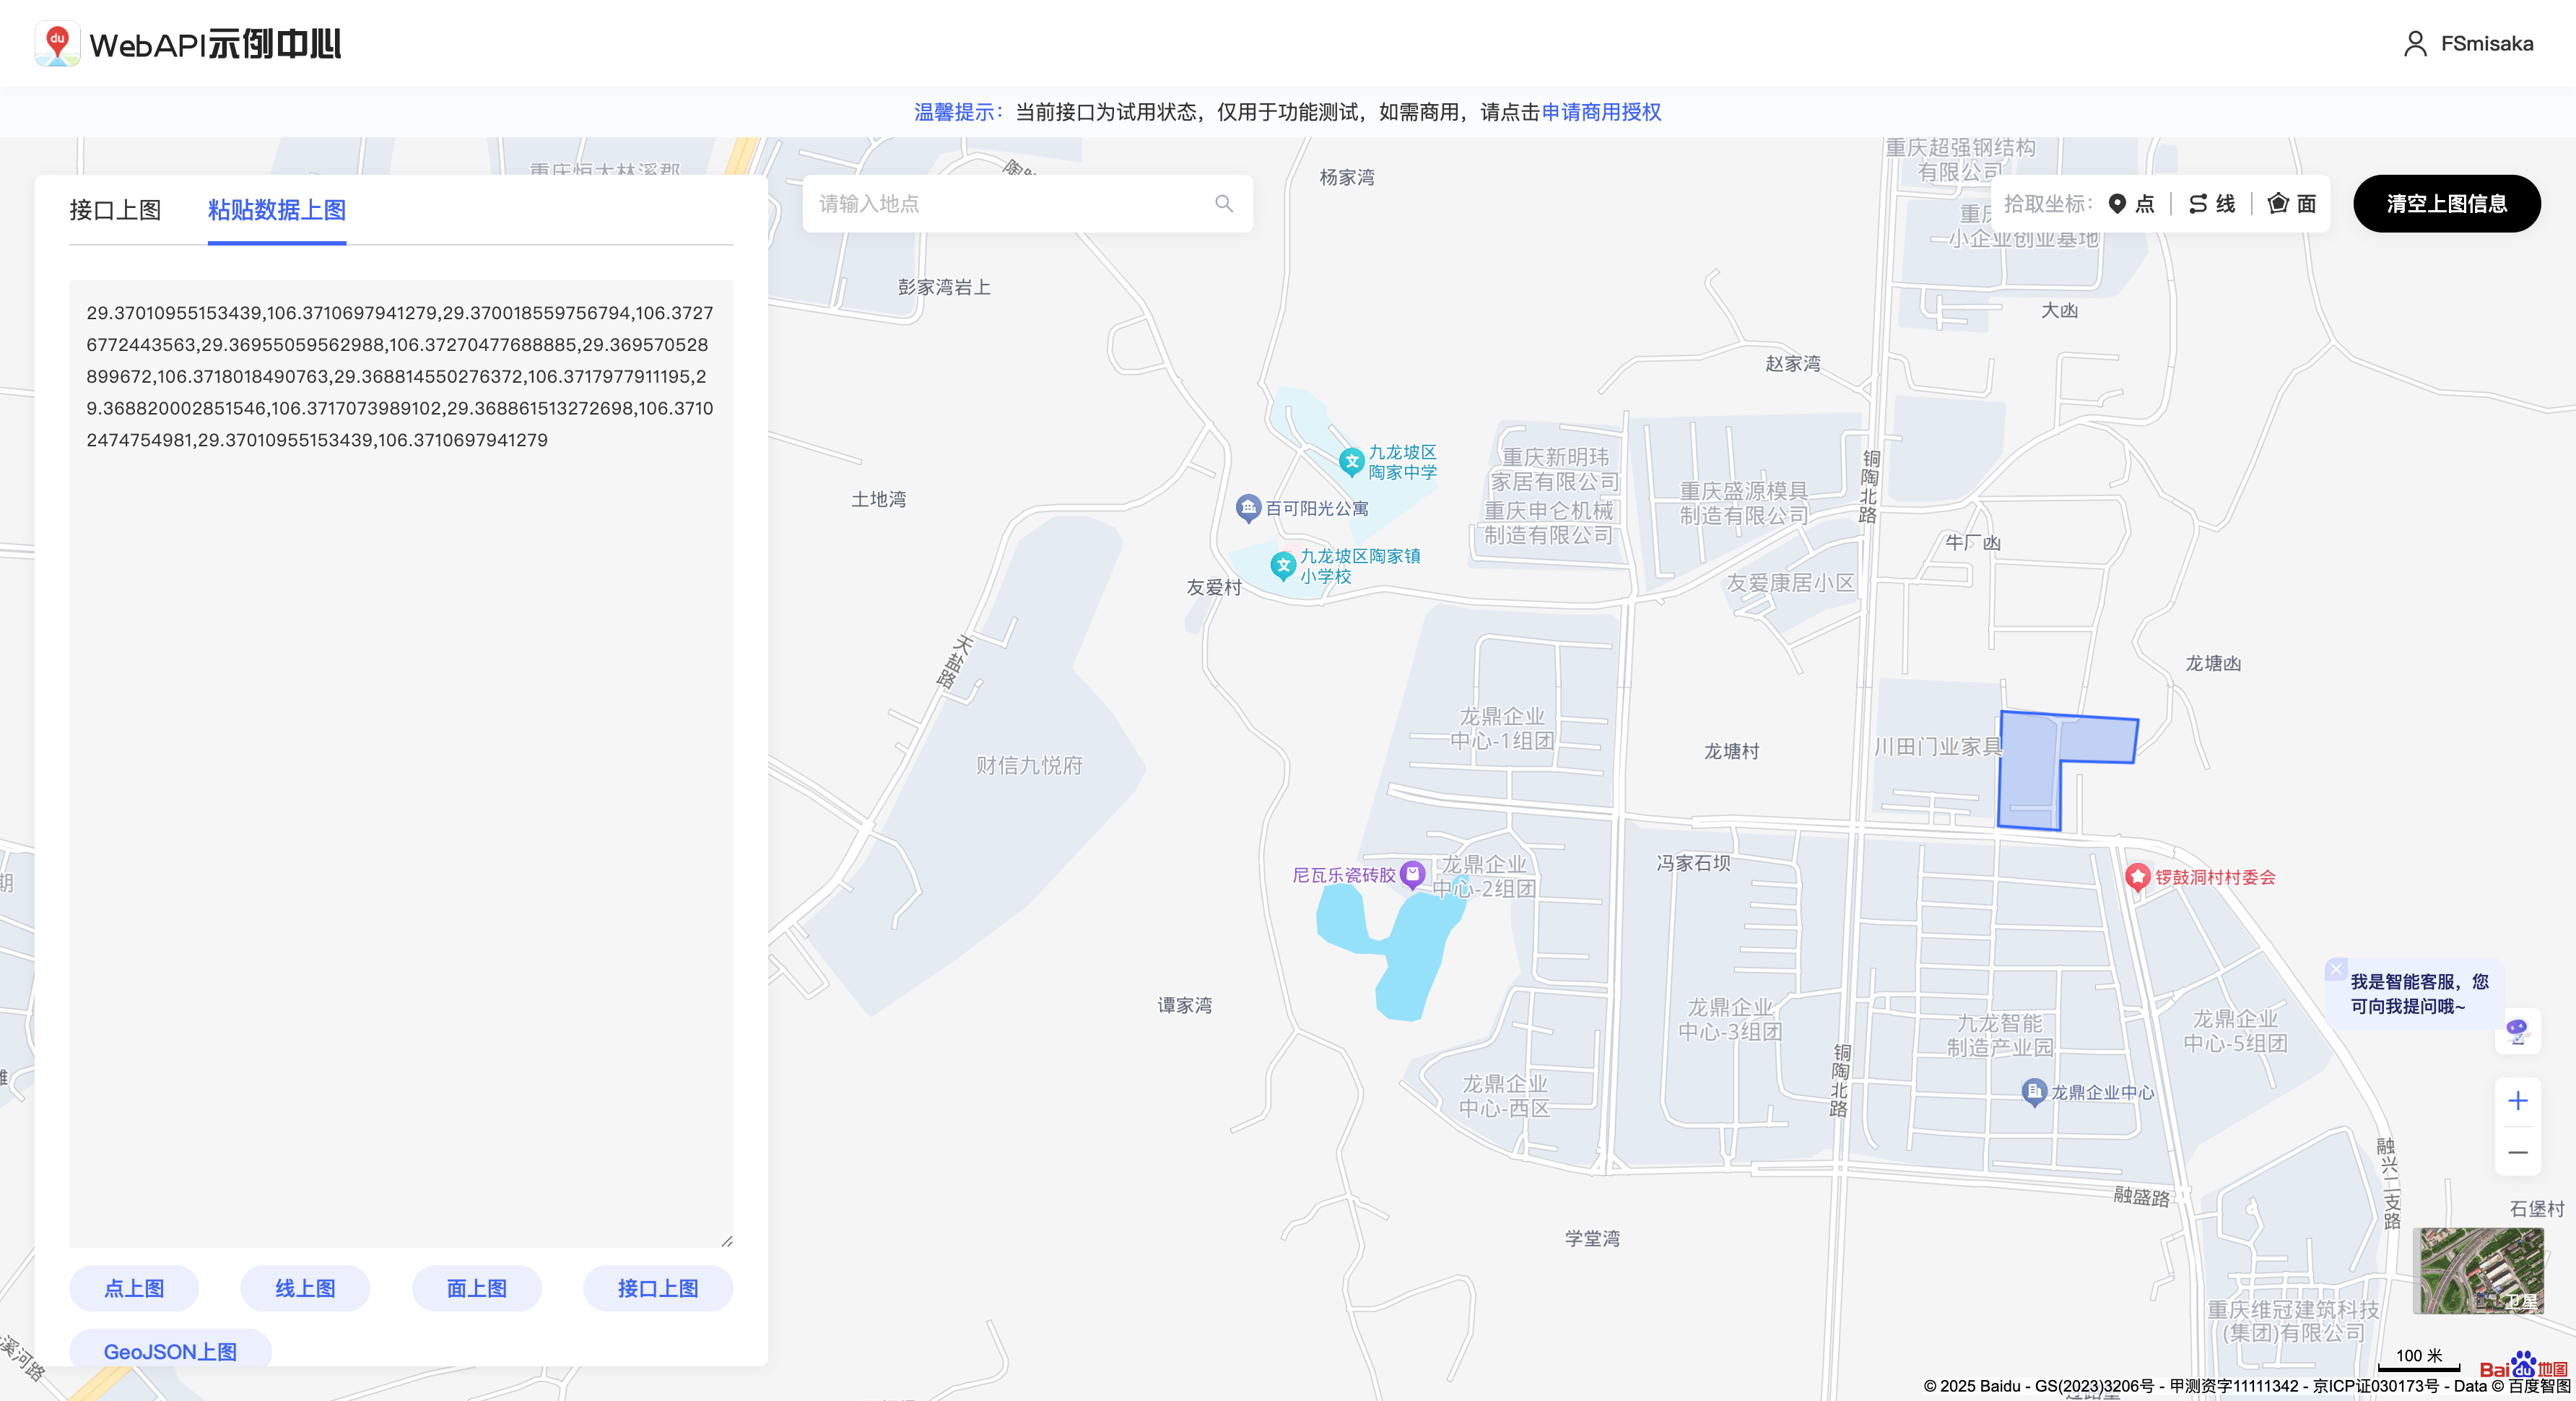 WebAPI示例中心
FSmisaka
温馨提示：当前接口为试用状态，仅用于功能测试，如需商用，请点击申请商用授权
接口上图
粘贴数据上图
29.37010955153439,106.3710697941279,29.370018559756794,106.3727
6772443563,29.36955059562988,106.37270477688885,29.369570528
899672,106.3718018490763,29.368814550276372,106.3717977911195,2
9.368820002851546,106.3717073989102,29.368861513272698,106.3710
2474754981,29.37010955153439,106.3710697941279
点上图
线上图
面上图
接口上图
GeoJSON上图
请输入地点
拾取坐标：
点
线
面
清空上图信息
重庆恒大林溪郡
杨家湾
重庆超强钢结构
有限公司
小企业创业基地
彭家湾岩上
大凼
赵家湾
九龙坡区
陶家中学
重庆新明玮
家居有限公司
重庆申仑机械
制造有限公司
重庆盛源模具
制造有限公司
铜陶北路
土地湾
百可阳光公寓
牛厂凼
九龙坡区陶家镇
小学校
友爱村
友爱康居小区
天盐路
龙塘凼
龙鼎企业
中心-1组团
龙塘村
川田门业家具
财信九悦府
尼瓦乐瓷砖胶
龙鼎企业
中心-2组团
冯家石坝
锣鼓洞村村委会
我是智能客服，您
可向我提问哦~
谭家湾
龙鼎企业
中心-3组团
九龙智能
制造产业园
龙鼎企业
中心-5组团
铜陶北路
龙鼎企业
中心-西区
龙鼎企业中心
融兴二支路
融盛路
石堡村
学堂湾
卫星
重庆维冠建筑科技
(集团)有限公司
溪河路
100 米
Bai du 地图
© 2025 Baidu - GS(2023)3206号 - 甲测资字11111342 - 京ICP证030173号 - Data © 百度智图